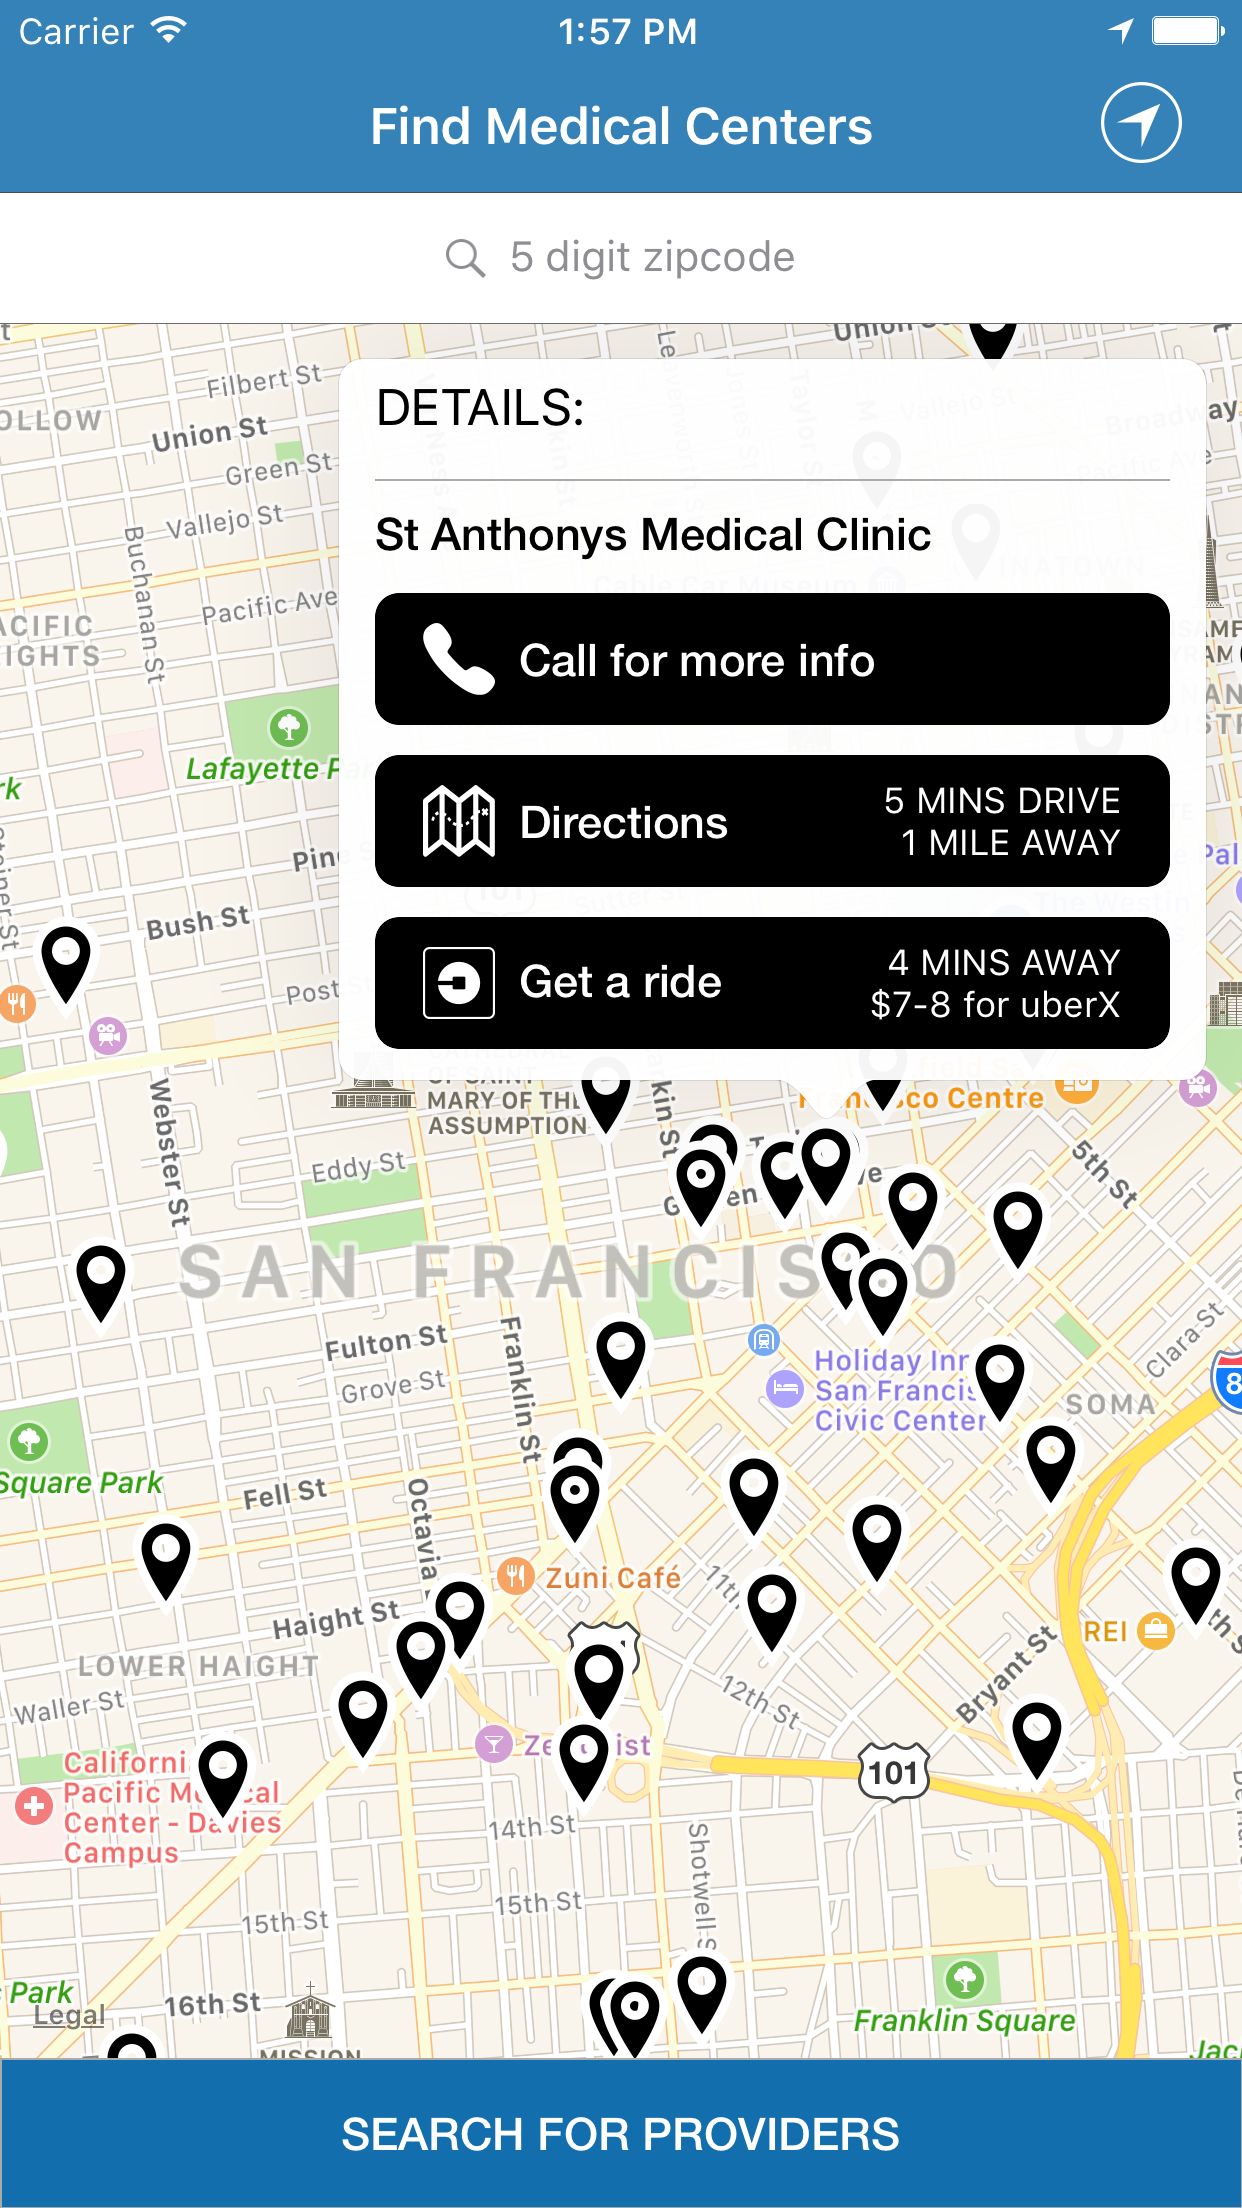 Carrier
1:57 PM
Find Medical Centers
5 digit zipcode
Filbert St
Union St
Green St
Vallejo St
Buchanan St
Pacific Ave
Lafayette
DETAILS:
St Anthonys Medical Clinic
Call for more info
Directions
5 MINS DRIVE
1 MILE AWAY
Get a ride
4 MINS AWAY
$7-8 for uberX
Bush St
Post
Webster St
MARY OF THE
ASSUMPTION
Centre
Eddy St
5th St
SAN FRANCISCO
Fulton St
Grove St
Franklin St
Clara St
Holiday Inn
San Francis
Civic Center
SOMA
8
Square Park
Fell St
Octavia
Zuni Café
11th
Haight St
LOWER HAIGHT
REI
Bryant St
Waller St
12th St
101
Californi
Pacific Medical
Center - Davies
Campus
14th St
Shotwell S
15th St
15th St
Park
Legal
16th St
MISSION
Franklin Square
SEARCH FOR PROVIDERS